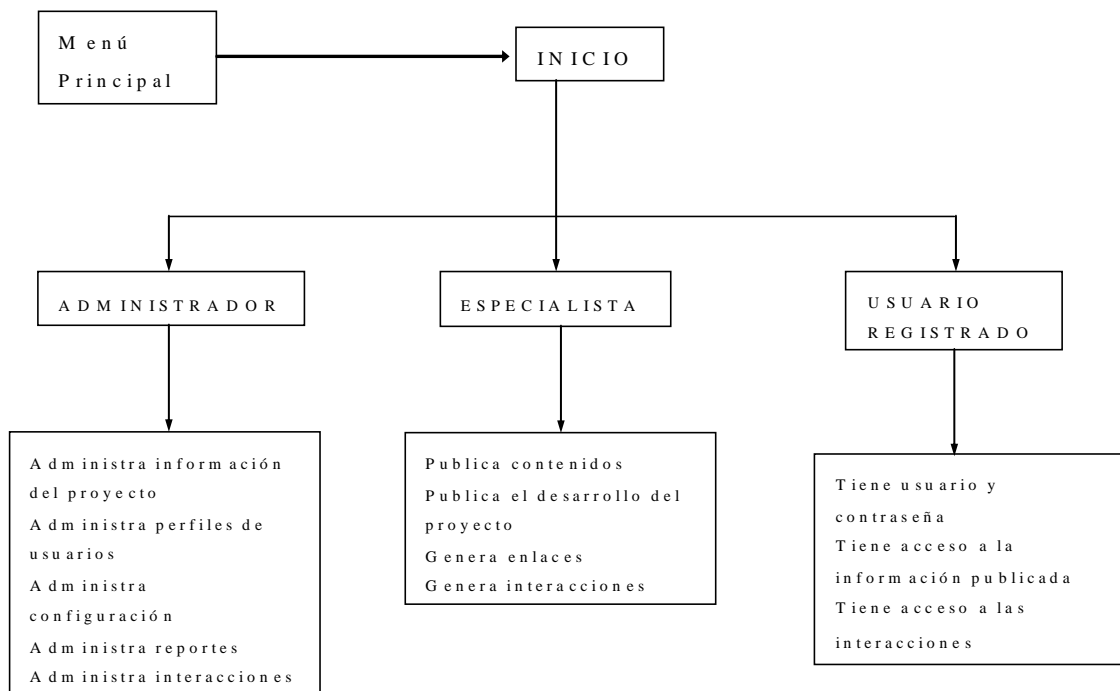 Menú
Principal
INICIO
ADMINISTRADOR
ESPECIALISTA
USUARIO
REGISTRADO
Administra información
del proyecto
Administra perfiles de
usuarios
Administra
configuración
Administra reportes
Administra interacciones
Publica contenidos
Publica el desarrollo del
proyecto
Genera enlaces
Genera interacciones
Tiene usuario y
contraseña
Tiene acceso a la
información publicada
Tiene acceso a las
interacciones